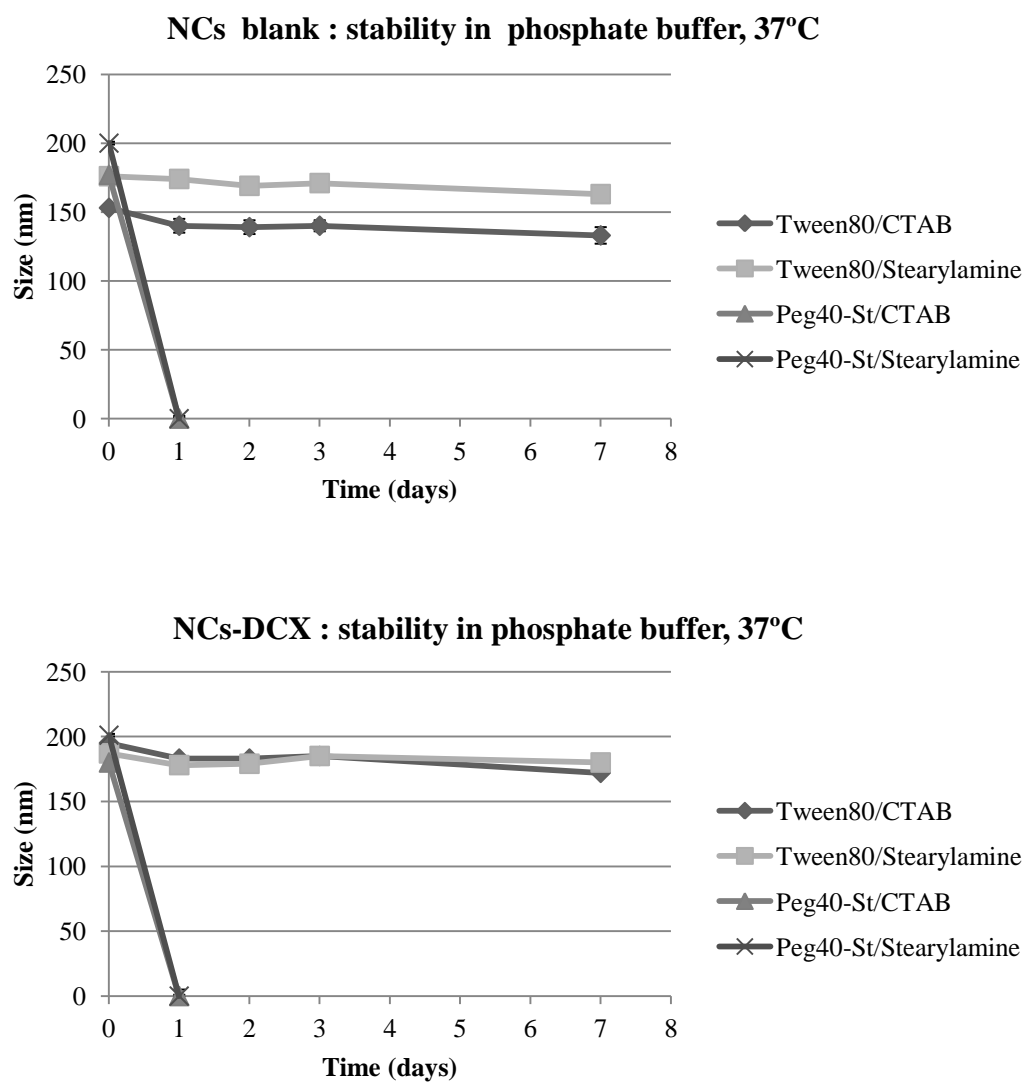 NCs blank : stability in phosphate buffer, 37ºC
250
200
150
100
50
0
Size (nm)
0 1 2 3 4 5 6 7 8
Time (days)
Tween80/CTAB
Tween80/Stearylamine
Peg40-St/CTAB
Peg40-St/Stearylamine
NCs-DCX : stability in phosphate buffer, 37ºC
250
200
150
100
50
0
Size (nm)
0 1 2 3 4 5 6 7 8
Time (days)
Tween80/CTAB
Tween80/Stearylamine
Peg40-St/CTAB
Peg40-St/Stearylamine